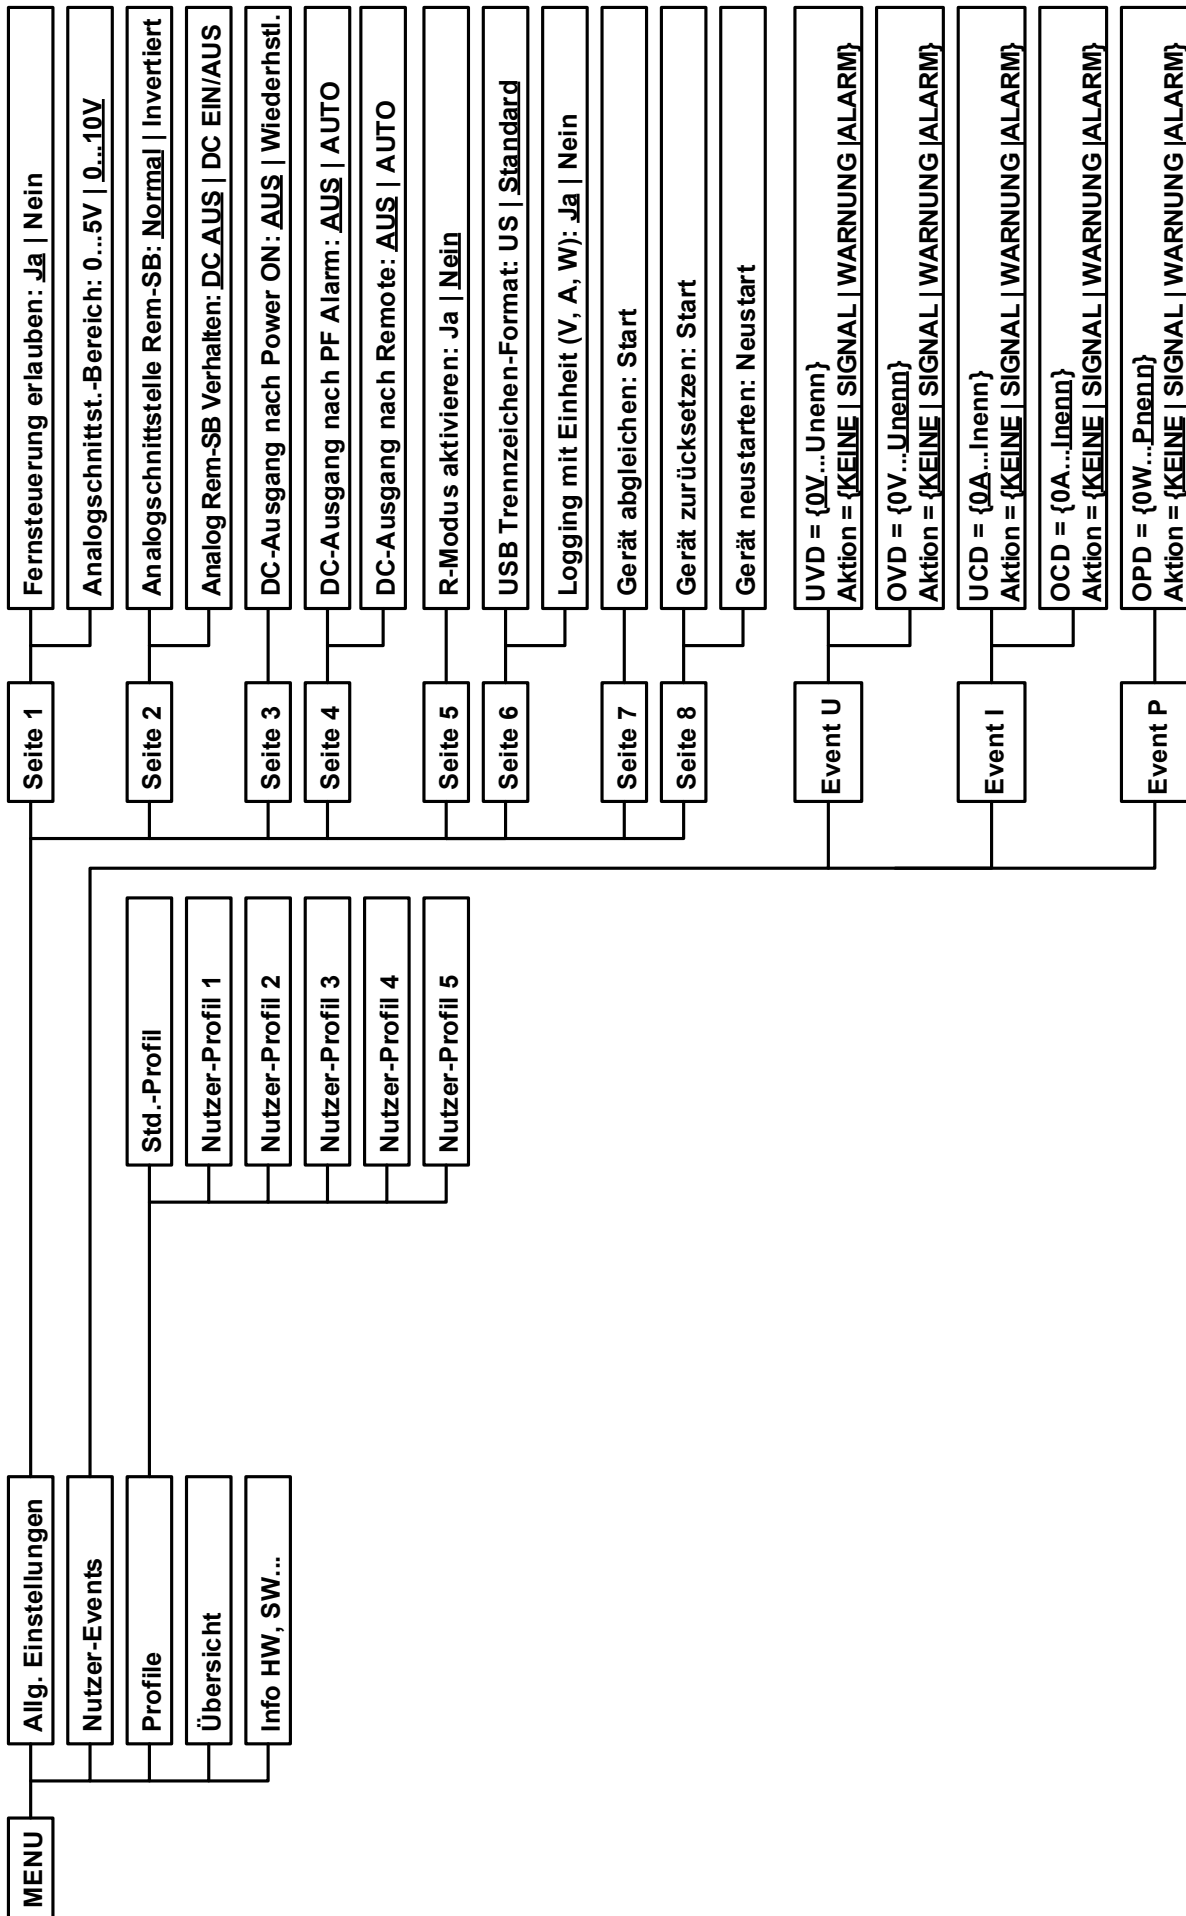 MENU
Allg. Einstellungen
Nutzer-Events
Profile
Übersicht
Info HW, SW...
Std.-Profil
Nutzer-Profil 1
Nutzer-Profil 2
Nutzer-Profil 3
Nutzer-Profil 4
Nutzer-Profil 5
Seite 1
Fernsteuerung erlauben: Ja | Nein
Analogschnittst.-Bereich: 0...5V | 0...10V
Seite 2
Analogschnittstelle Rem-SB: Normal | Invertiert
Analog Rem-SB Verhalten: DC AUS | DC EIN/AUS
Seite 3
DC-Ausgang nach Power ON: AUS | Wiederhstl.
Seite 4
DC-Ausgang nach PF Alarm: AUS | AUTO
DC-Ausgang nach Remote: AUS | AUTO
Seite 5
R-Modus aktivieren: Ja | Nein
Seite 6
USB Trennzeichen-Format: US | Standard
Logging mit Einheit (V, A, W): Ja | Nein
Seite 7
Gerät abgleichen: Start
Seite 8
Gerät zurücksetzen: Start
Gerät neustarten: Neustart
Event U
UVD = {0V...Unenn}
Aktion = {KEINE | SIGNAL | WARNUNG |ALARM}
OVD = {0V...Unenn}
Aktion = {KEINE | SIGNAL | WARNUNG |ALARM}
Event I
UCD = {0A...Inenn}
Aktion = {KEINE | SIGNAL | WARNUNG |ALARM}
OCD = {0A...Inenn}
Aktion = {KEINE | SIGNAL | WARNUNG |ALARM}
Event P
OPD = {0W...Pnenn}
Aktion = {KEINE | SIGNAL | WARNUNG |ALARM}